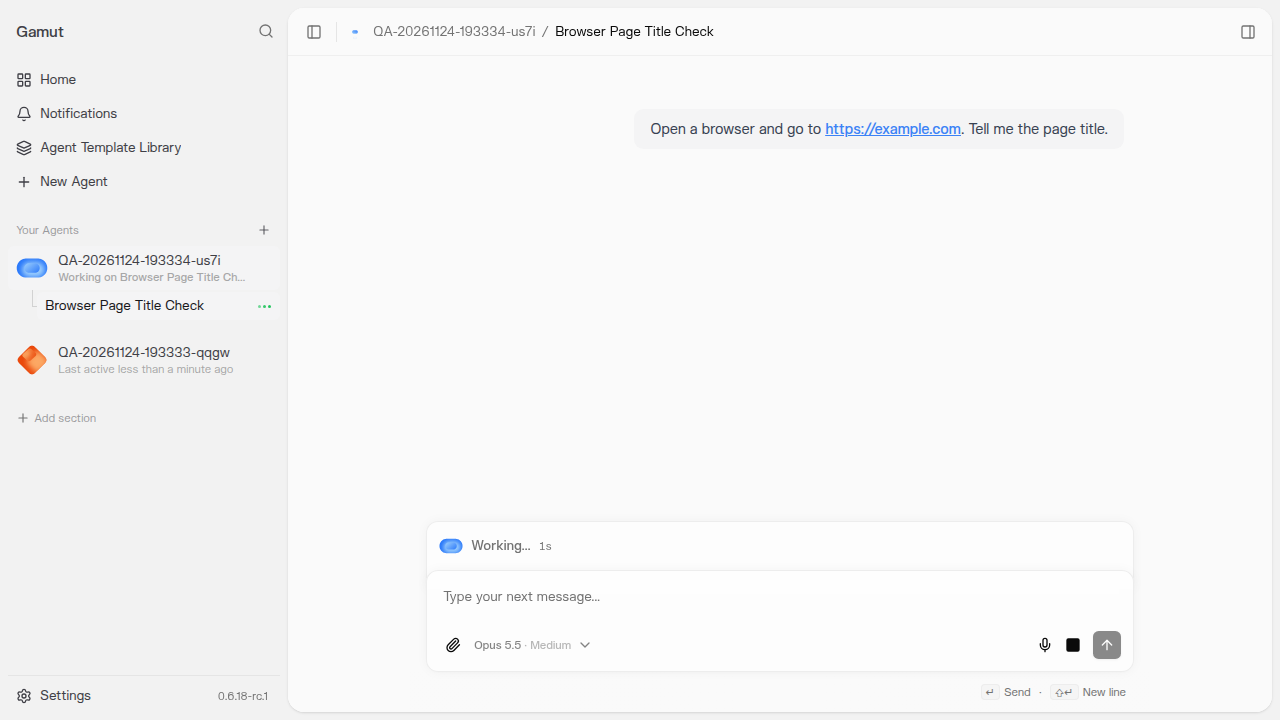 Gamut
Home
Notifications
Agent Template Library
New Agent
Your Agents
QA-20261124-193334-us7i
Working on Browser Page Title Ch...
Browser Page Title Check
QA-20261124-193333-qqgw
Last active less than a minute ago
Add section
Settings
0.6.18-rc.1
QA-20261124-193334-us7i / Browser Page Title Check
Open a browser and go to https://example.com. Tell me the page title.
Working... 1s
Type your next message...
Opus 5.5 · Medium
↵ Send · ⇧↵ New line